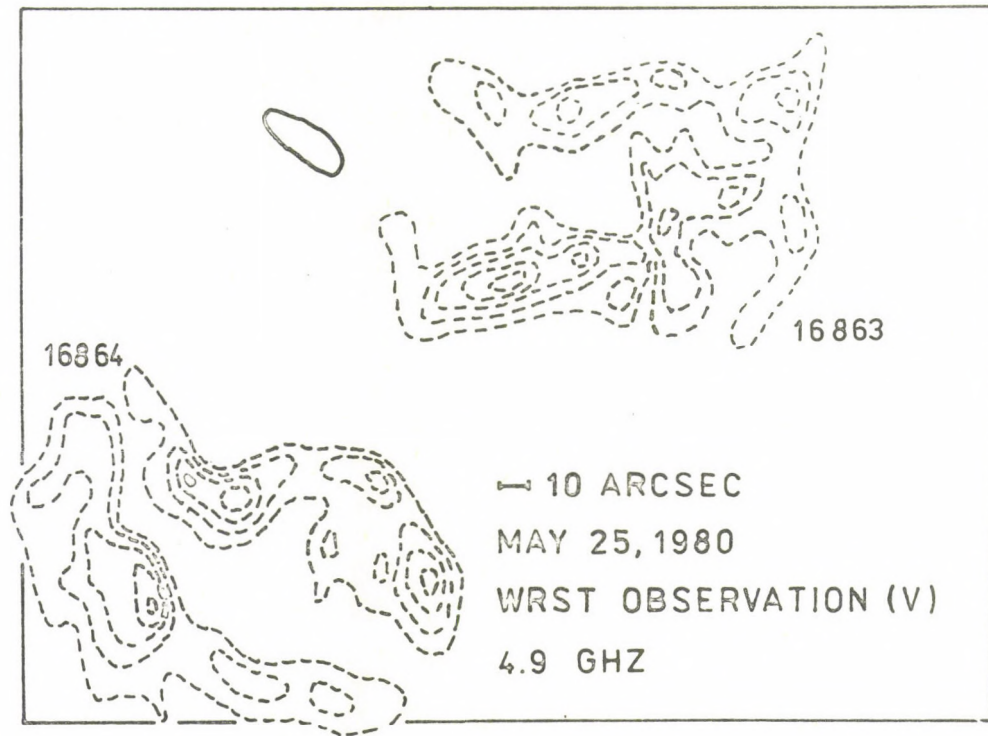 16863
16864
10 ARCSEC
MAY 25, 1980
WRST OBSERVATION (V)
4.9 GHZ